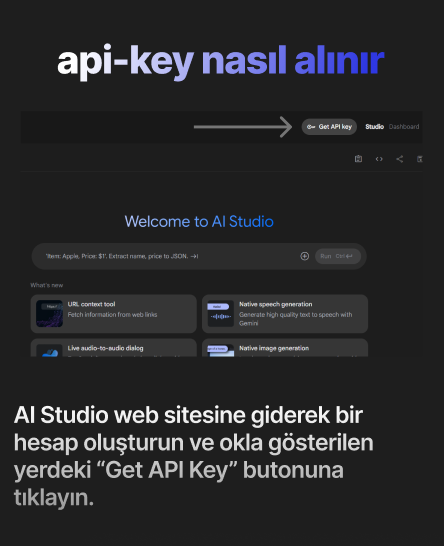 api-key nasıl alınır
Get API key Studio Dashboard
Welcome to AI Studio
Item: Apple, Price: $1'. Extract name, price to JSON.
Run Ctrl
What's new
URL context tool
Fetch information from web links
Native speech generation
Generate high quality text to speech with
Gemini
Live audio-to-audio dialog
Native image generation
AI Studio web sitesine giderek bir
hesap oluşturun ve okla gösterilen
yerdeki “Get API Key” butonuna
tıklayın.